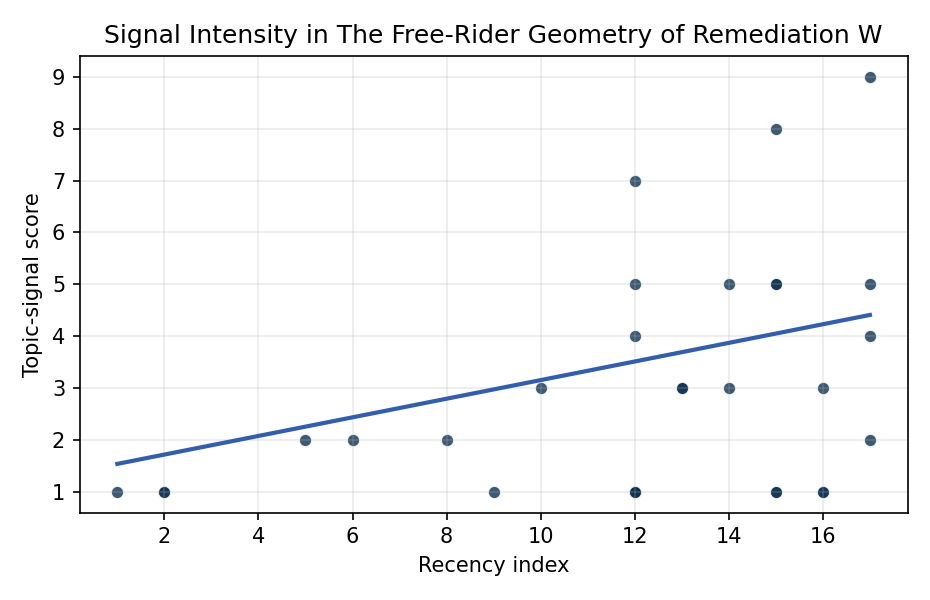 Signal Intensity in The Free-Rider Geometry of Remediation W
9
8
7
6
5
4
3
2
1
Topic-signal score
2 4 6 8 10 12 14 16
Recency index